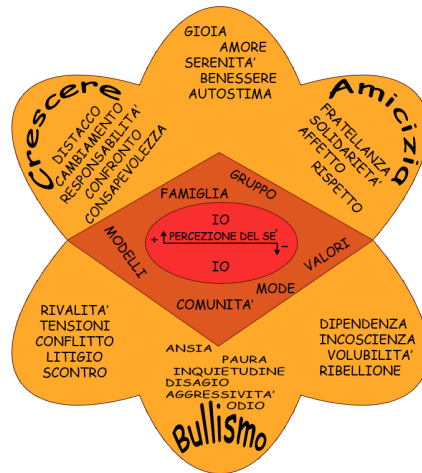 GIOIA
AMORE
SERENITA'
BENESSERE
AUTOSTIMA
Crescere
DISTACCO
CAMBIAMENTO
RESPONSABILITA'
CONFRONTO
CONSAPEVOLEZZA
Amicizia
FRATELLANZA
SOLIDARIETA'
AFFETTO
RISPETTO
FAMIGLIA
GRUPPO
IO
+ PERCEZIONE DEL SE' -
IO
MODELLI
VALORI
MODE
COMUNITA'
RIVALITA'
TENSIONI
CONFLITTO
LITIGIO
SCONTRO
ANSIA
PAURA
INQUIETUDINE
DISAGIO
AGGRESSIVITA'
ODIO
Bullismo
DIPENDENZA
INCOSCIENZA
VOLUBILITA'
RIBELLIONE